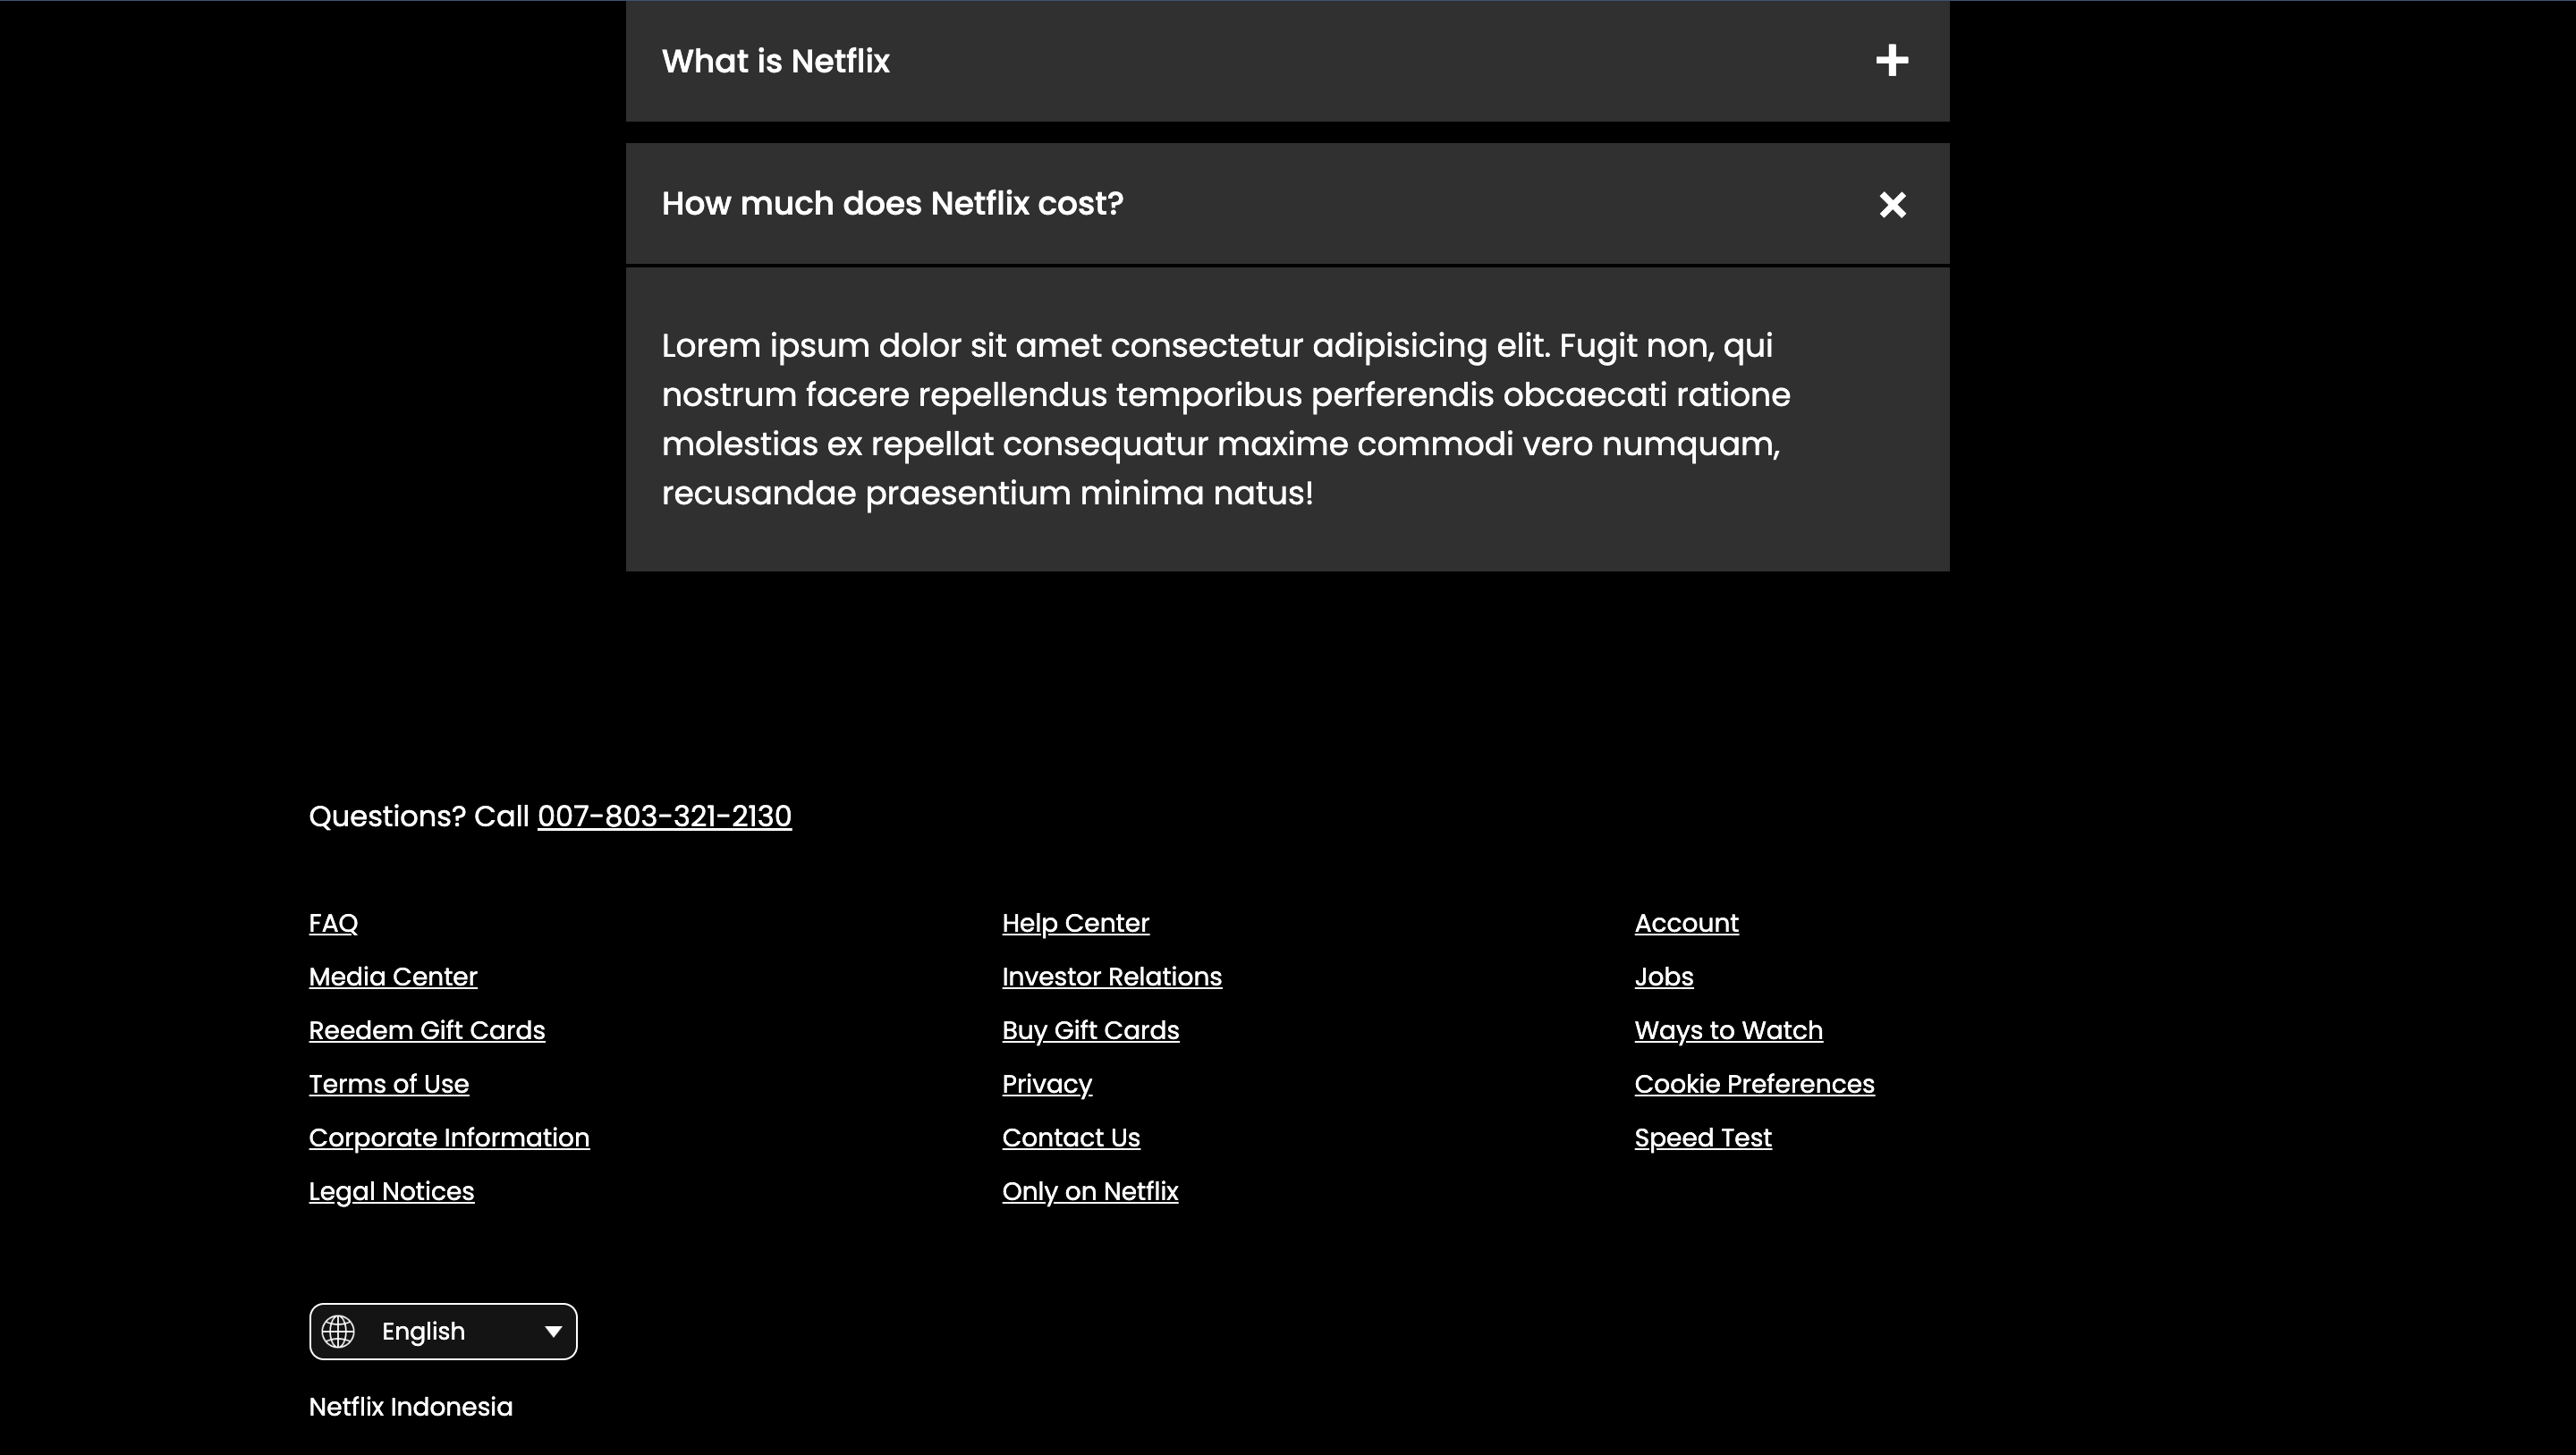 What is Netflix
How much does Netflix cost?
Lorem ipsum dolor sit amet consectetur adipisicing elit. Fugit non, qui
nostrum facere repellendus temporibus perferendis obcaecati ratione
molestias ex repellat consequatur maxime commodi vero numquam,
recusandae praesentium minima natus!
Questions? Call 007-803-321-2130
FAQ
Media Center
Reedem Gift Cards
Terms of Use
Corporate Information
Legal Notices
Help Center
Investor Relations
Buy Gift Cards
Privacy
Contact Us
Only on Netflix
Account
Jobs
Ways to Watch
Cookie Preferences
Speed Test
English
Netflix Indonesia